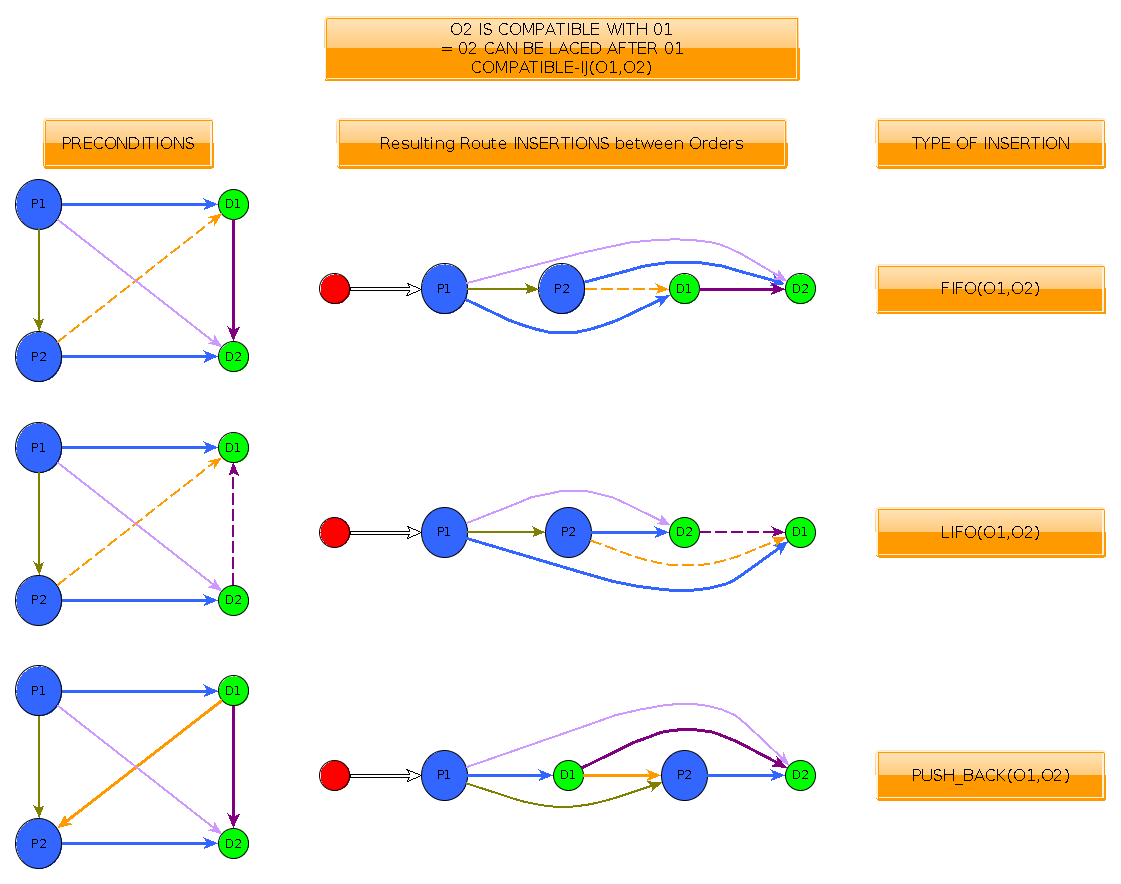 O2 IS COMPATIBLE WITH 01
= 02 CAN BE LACED AFTER 01
COMPATIBLE-IJ(O1,O2)
PRECONDITIONS
Resulting Route INSERTIONS between Orders
TYPE OF INSERTION
P1
D1
P2
D2
P1
P2
D1
D2
FIFO(O1,O2)
P1
D1
P2
D2
P1
P2
D2
D1
LIFO(O1,O2)
P1
D1
P2
D2
P1
D1
P2
D2
PUSH_BACK(O1,O2)